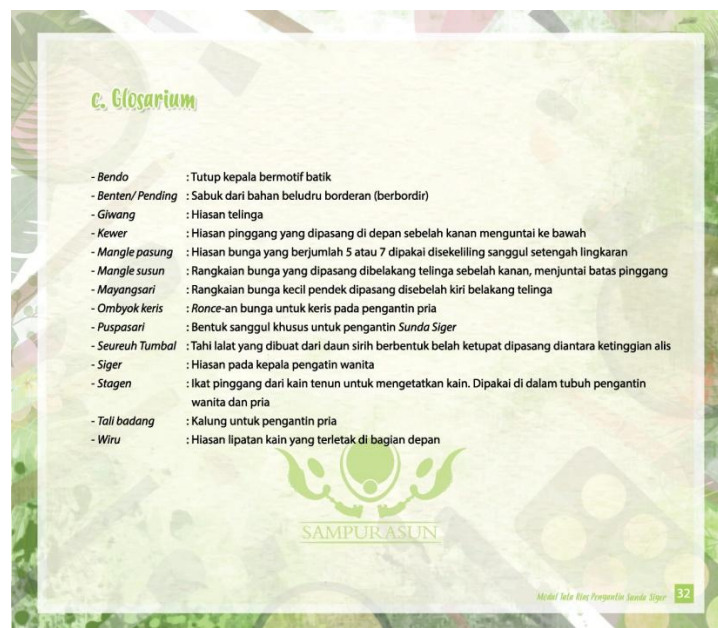 c. Glosarium
- Bendo : Tutup kepala bermotif batik
- Benten/ Pending : Sabuk dari bahan beludru borderan (berbordir)
- Giwang : Hiasan telinga
- Kewer : Hiasan pinggang yang dipasang di depan sebelah kanan menguntai ke bawah
- Mangle pasung : Hiasan bunga yang berjumlah 5 atau 7 dipakai disekeliling sanggul setengah lingkaran
- Mangle susun : Rangkaian bunga yang dipasang dibelakang telinga sebelah kanan, menjuntai batas pinggang
- Mayangsari : Rangkaian bunga kecil pendek dipasang disebelah kiri belakang telinga
- Ombyok keris : Ronce-an bunga untuk keris pada pengantin pria
- Puspasari : Bentuk sanggul khusus untuk pengantin Sunda Siger
- Seureuh Tumbal : Tahi lalat yang dibuat dari daun sirih berbentuk belah ketupat dipasang diantara ketinggian alis
- Siger : Hiasan pada kepala pengatin wanita
- Stagen : Ikat pinggang dari kain tenun untuk mengetatkan kain. Dipakai di dalam tubuh pengantin
wanita dan pria
- Tali badang : Kalung untuk pengantin pria
- Wiru : Hiasan lipatan kain yang terletak di bagian depan
SAMPURASUN
Modul Tata Rias Pengantin Sunda Siger 32